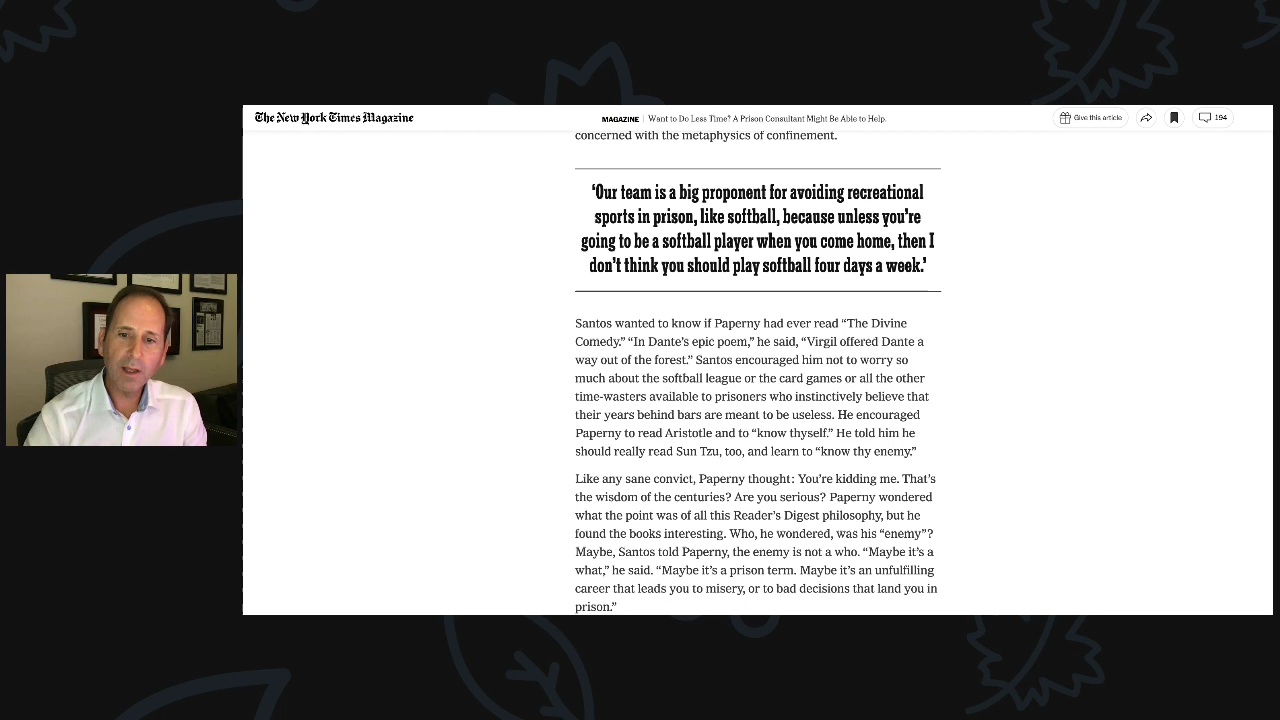 The New York Times Magazine
MAGAZINE | Want to Do Less Time? A Prison Consultant Might Be Able to Help.
Give this article
194
concerned with the metaphysics of confinement.
‘Our team is a big proponent for avoiding recreational
sports in prison, like softball, because unless you’re
going to be a softball player when you come home, then I
don’t think you should play softball four days a week.’
Santos wanted to know if Paperny had ever read “The Divine
Comedy.” “In Dante’s epic poem,” he said, “Virgil offered Dante a
way out of the forest.” Santos encouraged him not to worry so
much about the softball league or the card games or all the other
time-wasters available to prisoners who instinctively believe that
their years behind bars are meant to be useless. He encouraged
Paperny to read Aristotle and to “know thyself.” He told him he
should really read Sun Tzu, too, and learn to “know thy enemy.”
Like any sane convict, Paperny thought: You’re kidding me. That’s
the wisdom of the centuries? Are you serious? Paperny wondered
what the point was of all this Reader’s Digest philosophy, but he
found the books interesting. Who, he wondered, was his “enemy”?
Maybe, Santos told Paperny, the enemy is not a who. “Maybe it’s a
what,” he said. “Maybe it’s a prison term. Maybe it’s an unfulfilling
career that leads you to misery, or to bad decisions that land you in
prison.”